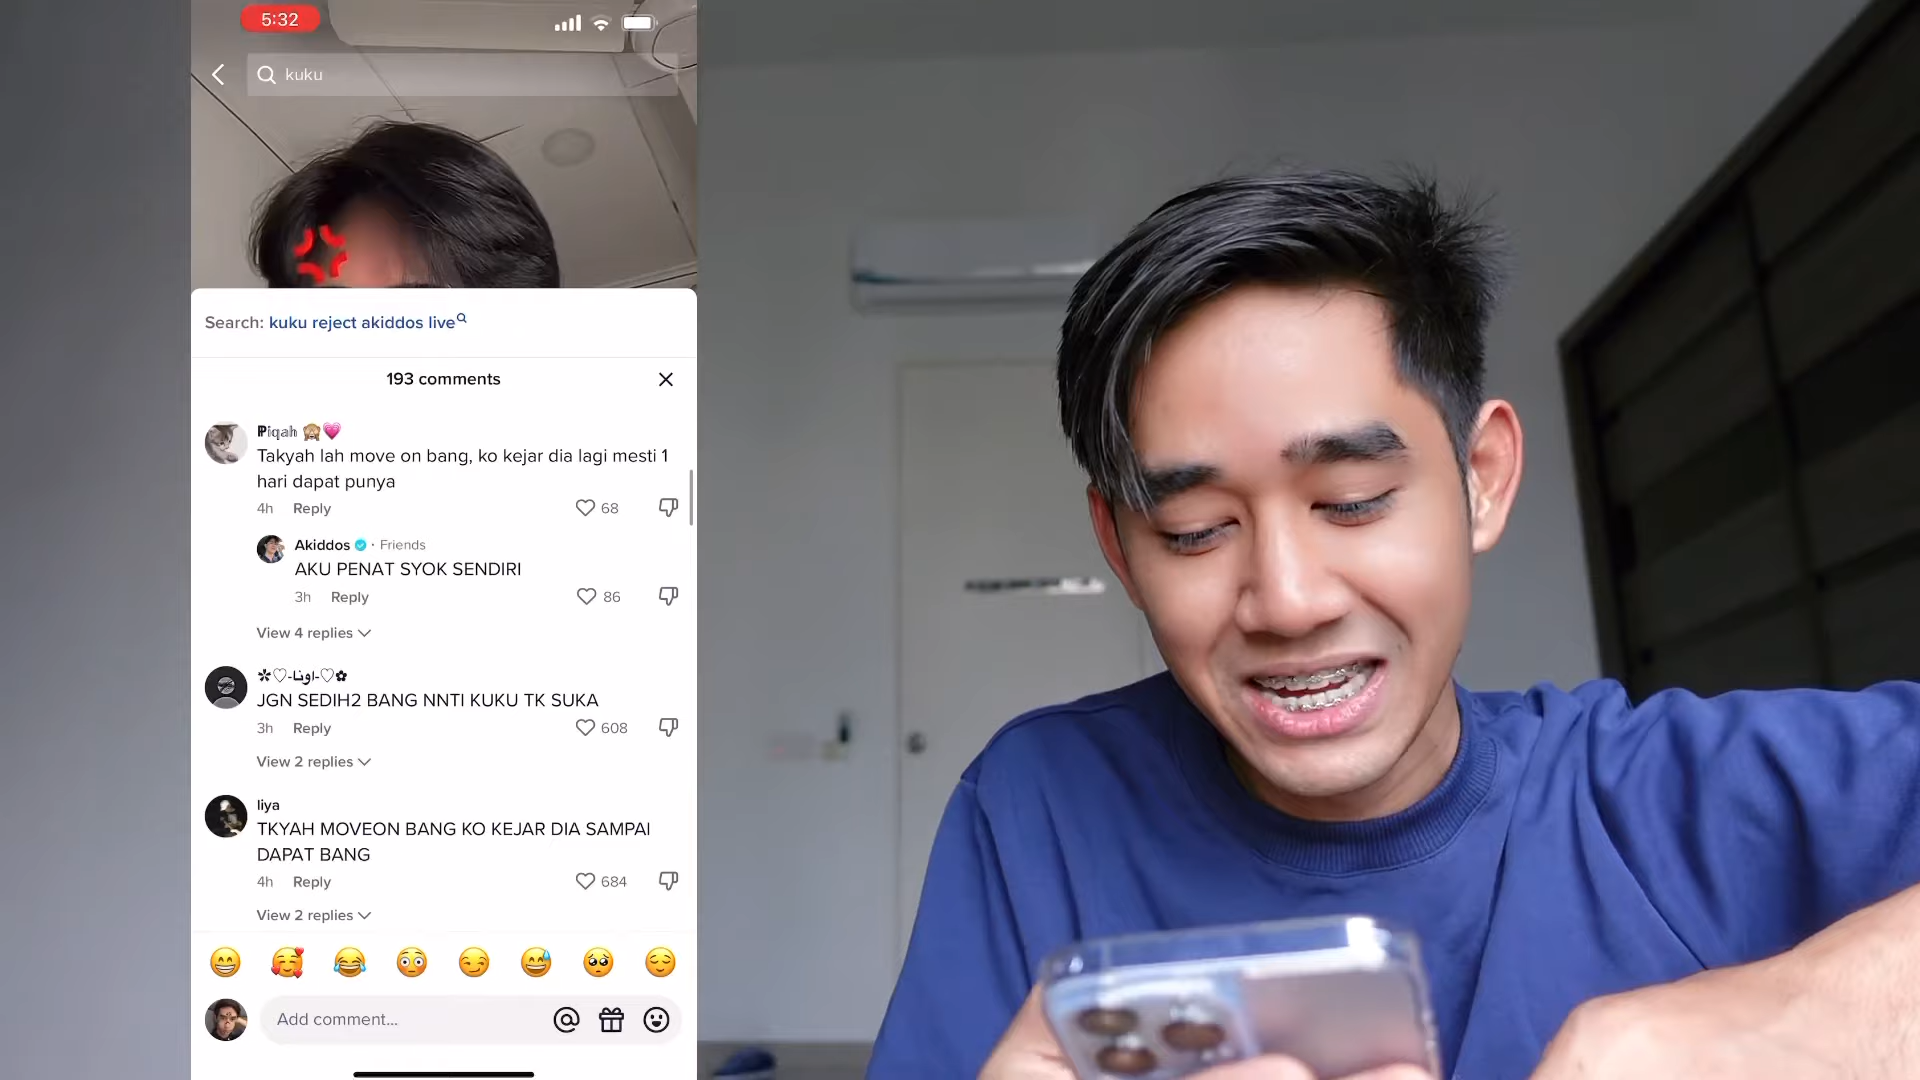 5:32
kuku
Search: kuku reject akiddos live
193 comments
Piqah 🙈💗
Takyah lah move on bang, ko kejar dia lagi mesti 1
hari dapat punya
4h Reply 68
Akiddos · Friends
AKU PENAT SYOK SENDIRI
3h Reply 86
View 4 replies
✲♡-اونا-♡✿
JGN SEDIH2 BANG NNTI KUKU TK SUKA
3h Reply 608
View 2 replies
liya
TKYAH MOVEON BANG KO KEJAR DIA SAMPAI
DAPAT BANG
4h Reply 684
View 2 replies
Add comment...